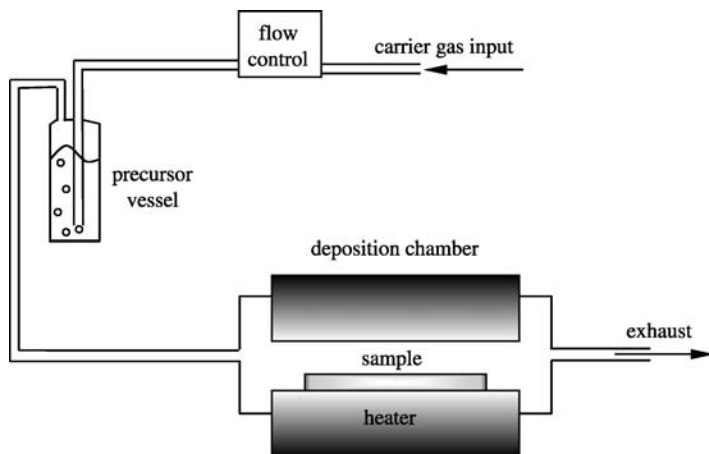 flow
control
carrier gas input
precursor
vessel
deposition chamber
exhaust
sample
heater